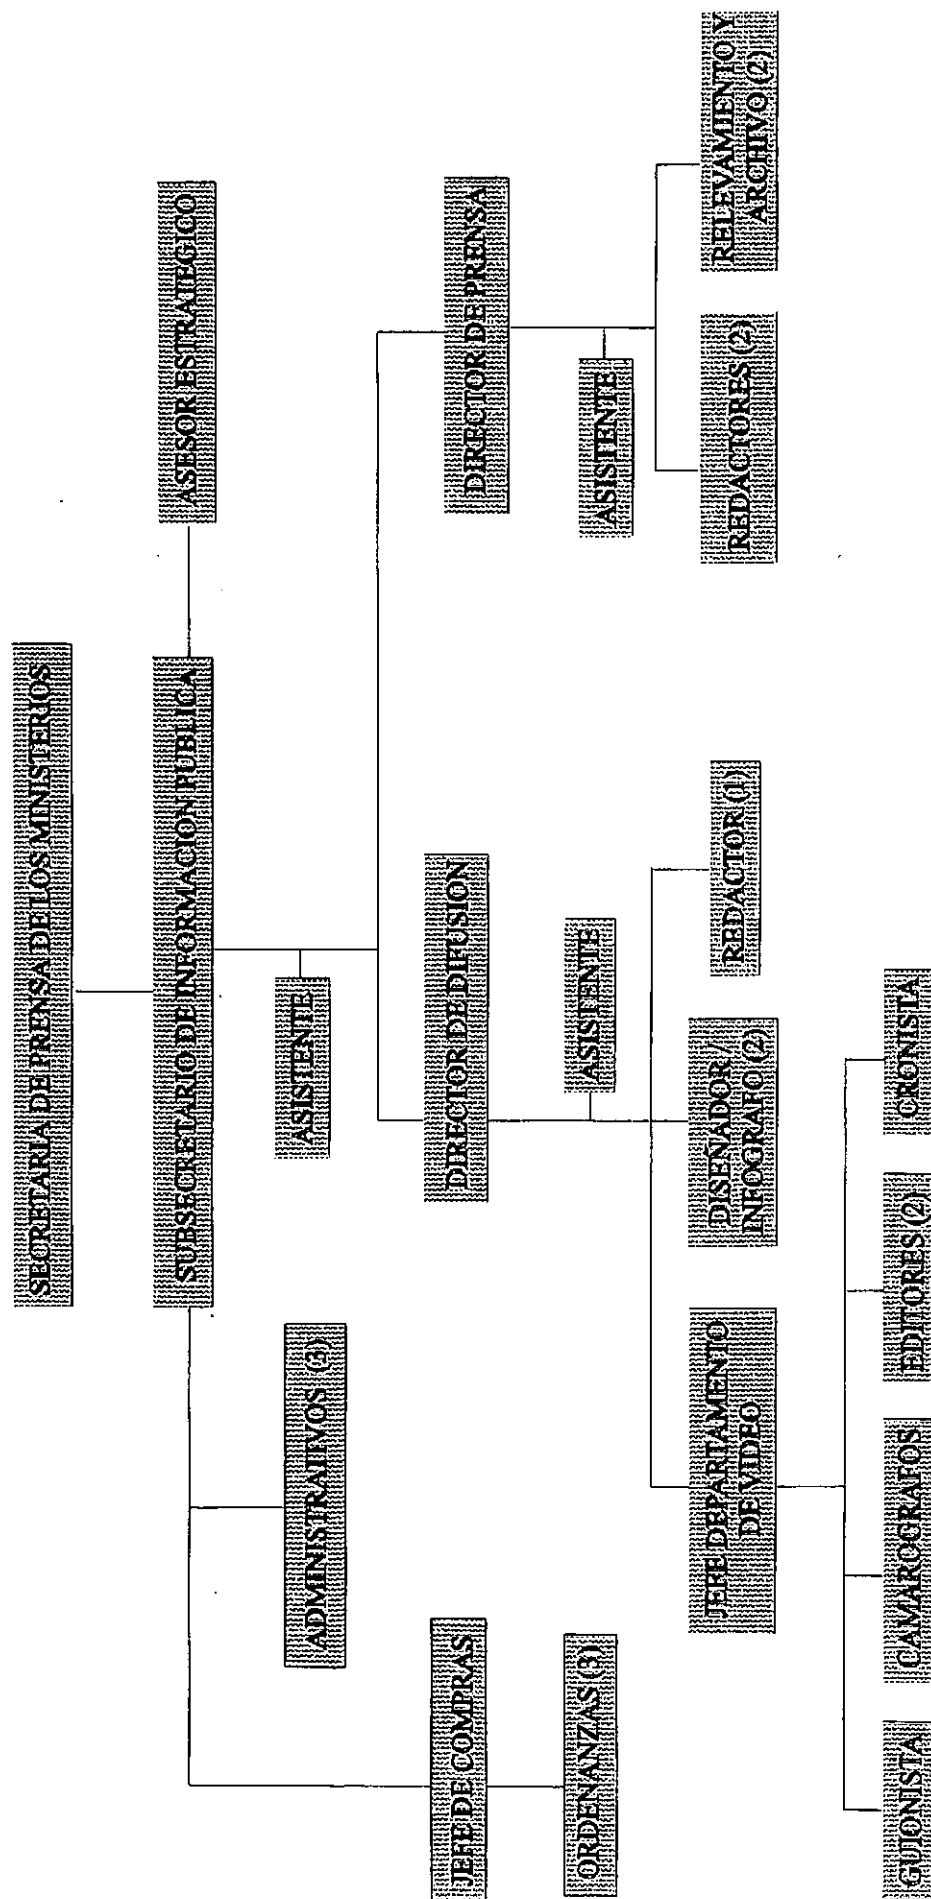 SECRETARIA DE PRENSA DE LOS MINISTERIOS
SUBSECRETARIO DE INFORMACION PUBLICA
ASESOR ESTRATEGICO
ASISTENTE
ADMINISTRATIVOS (3)
JEFE DE COMPRAS
ORDENANZAS (3)
DIRECTOR DE DIFUSION
DIRECTOR DE PRENSA
ASISTENTE
ASISTENTE
JEFE DEPARTAMENTO
DE VIDEO
DISEÑADOR /
INFOGRAFO (2)
REDACTOR (1)
REDACTORES (2)
RELEVAMIENTO Y
ARCHIVO (2)
GUIONISTA
CAMAROGRAFOS
EDITORES (2)
CRONISTA